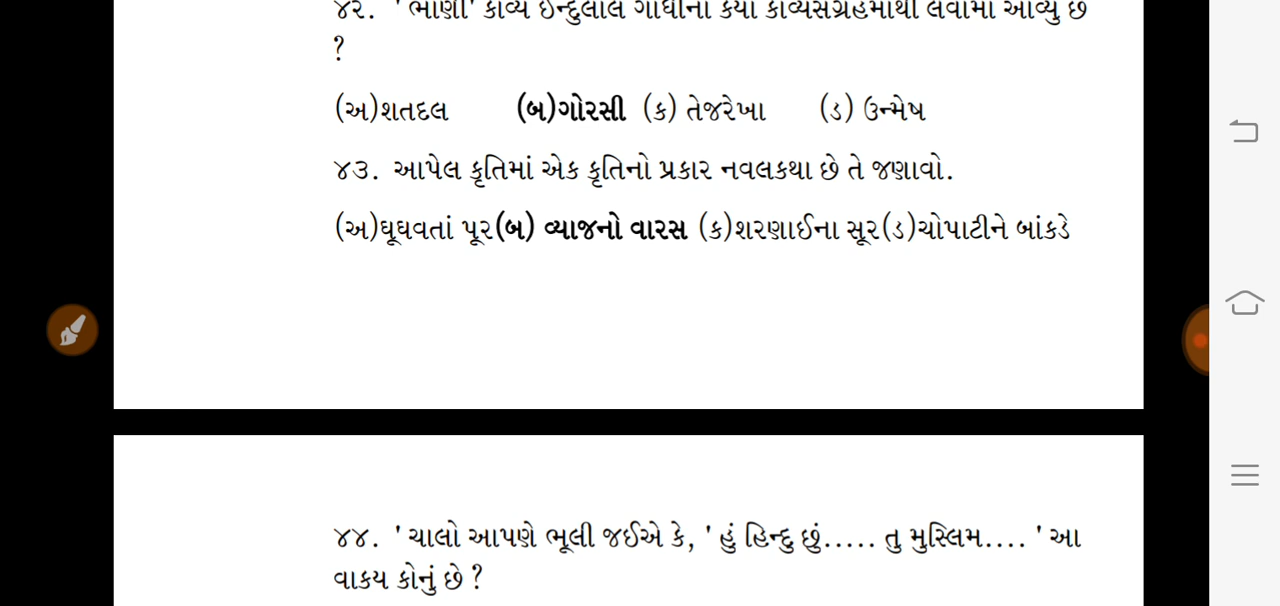 ૪૨. 'ભાણી' કાવ્ય ઇન્દુલાલ ગાંધીના કયા કાવ્યસંગ્રહમાંથી લેવામાં આવ્યું છે
?
(અ)શતદલ (બ)ગોરસી (ક) તેજરેખા (ડ) ઉન્મેષ
૪૩. આપેલ કૃતિમાં એક કૃતિનો પ્રકાર નવલકથા છે તે જણાવો.
(અ)ઘૂઘવતાં પૂર(બ) વ્યાજનો વારસ (ક)શરણાઈના સૂર(ડ)ચોપાટીને બાંકડે
૪૪. 'ચાલો આપણે ભૂલી જઈએ કે, 'હું હિન્દુ છું..... તુ મુસ્લિમ.... ' આ
વાકય કોનું છે ?